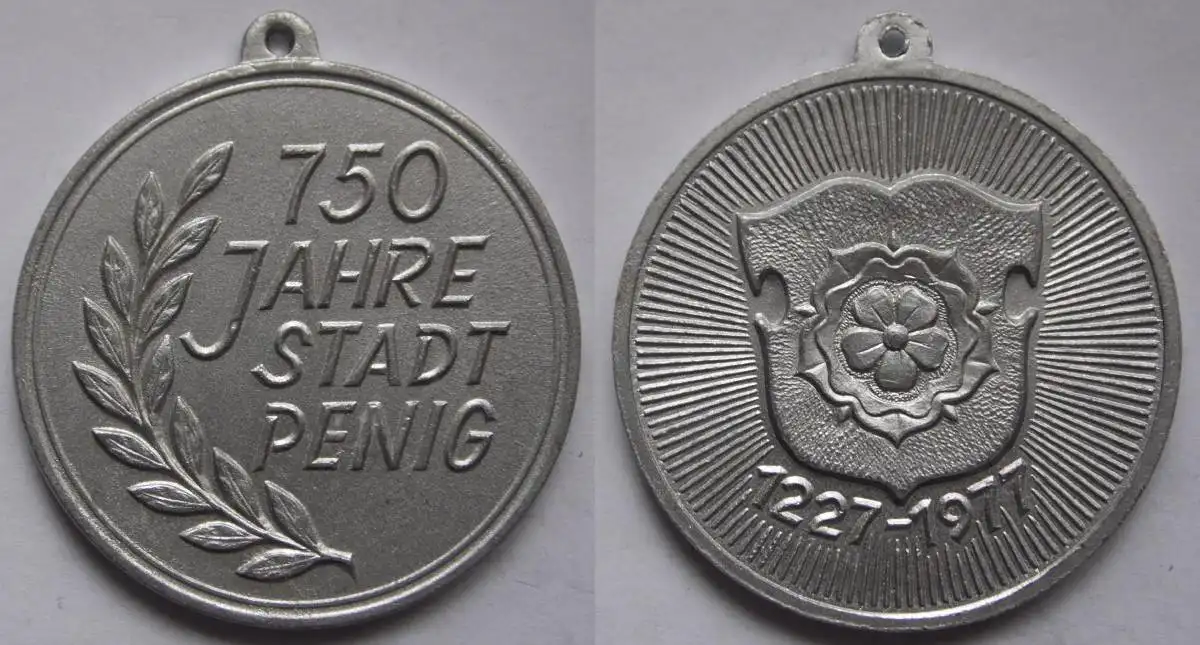 750
JAHRE
STADT
PENIG
1227-1977